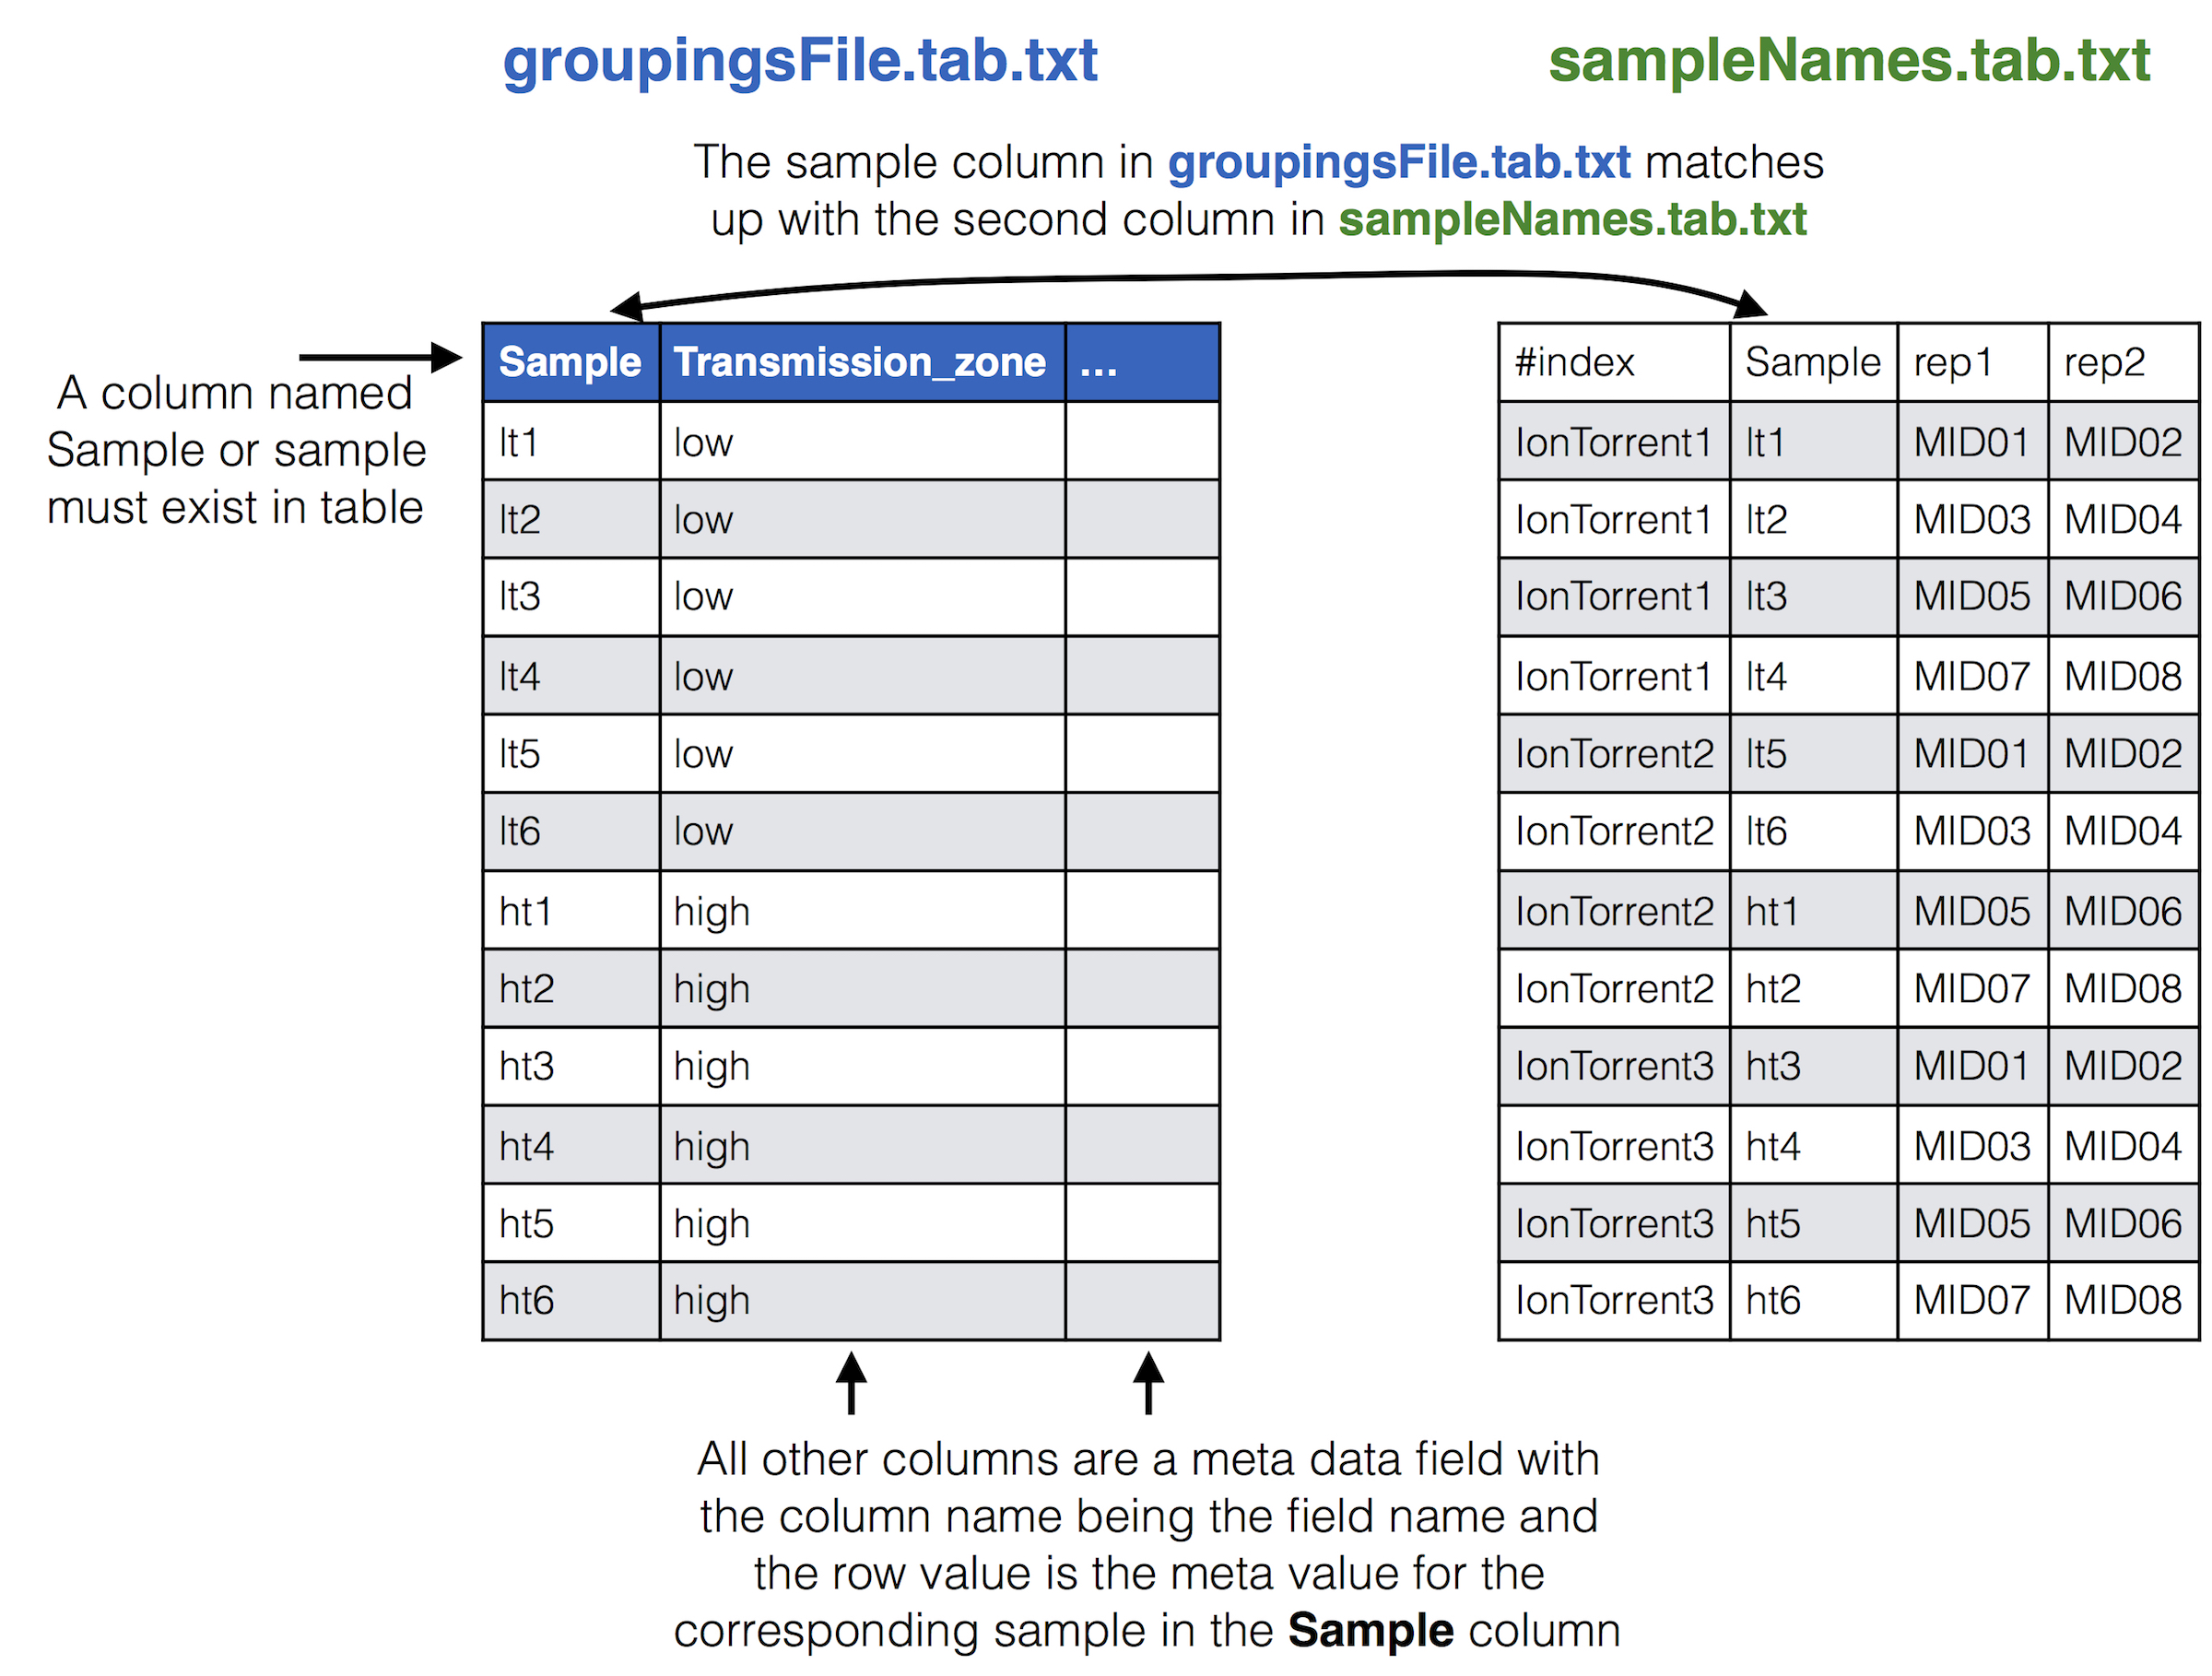 groupingsFile.tab.txt
sampleNames.tab.txt
The sample column in groupingsFile.tab.txt matches
up with the second column in sampleNames.tab.txt
A column named
Sample or sample
must exist in table
Sample Transmission_zone ...
lt1 low
lt2 low
lt3 low
lt4 low
lt5 low
lt6 low
ht1 high
ht2 high
ht3 high
ht4 high
ht5 high
ht6 high
#index Sample rep1 rep2
IonTorrent1 lt1 MID01 MID02
IonTorrent1 lt2 MID03 MID04
IonTorrent1 lt3 MID05 MID06
IonTorrent1 lt4 MID07 MID08
IonTorrent2 lt5 MID01 MID02
IonTorrent2 lt6 MID03 MID04
IonTorrent2 ht1 MID05 MID06
IonTorrent2 ht2 MID07 MID08
IonTorrent3 ht3 MID01 MID02
IonTorrent3 ht4 MID03 MID04
IonTorrent3 ht5 MID05 MID06
IonTorrent3 ht6 MID07 MID08
All other columns are a meta data field with
the column name being the field name and
the row value is the meta value for the
corresponding sample in the Sample column